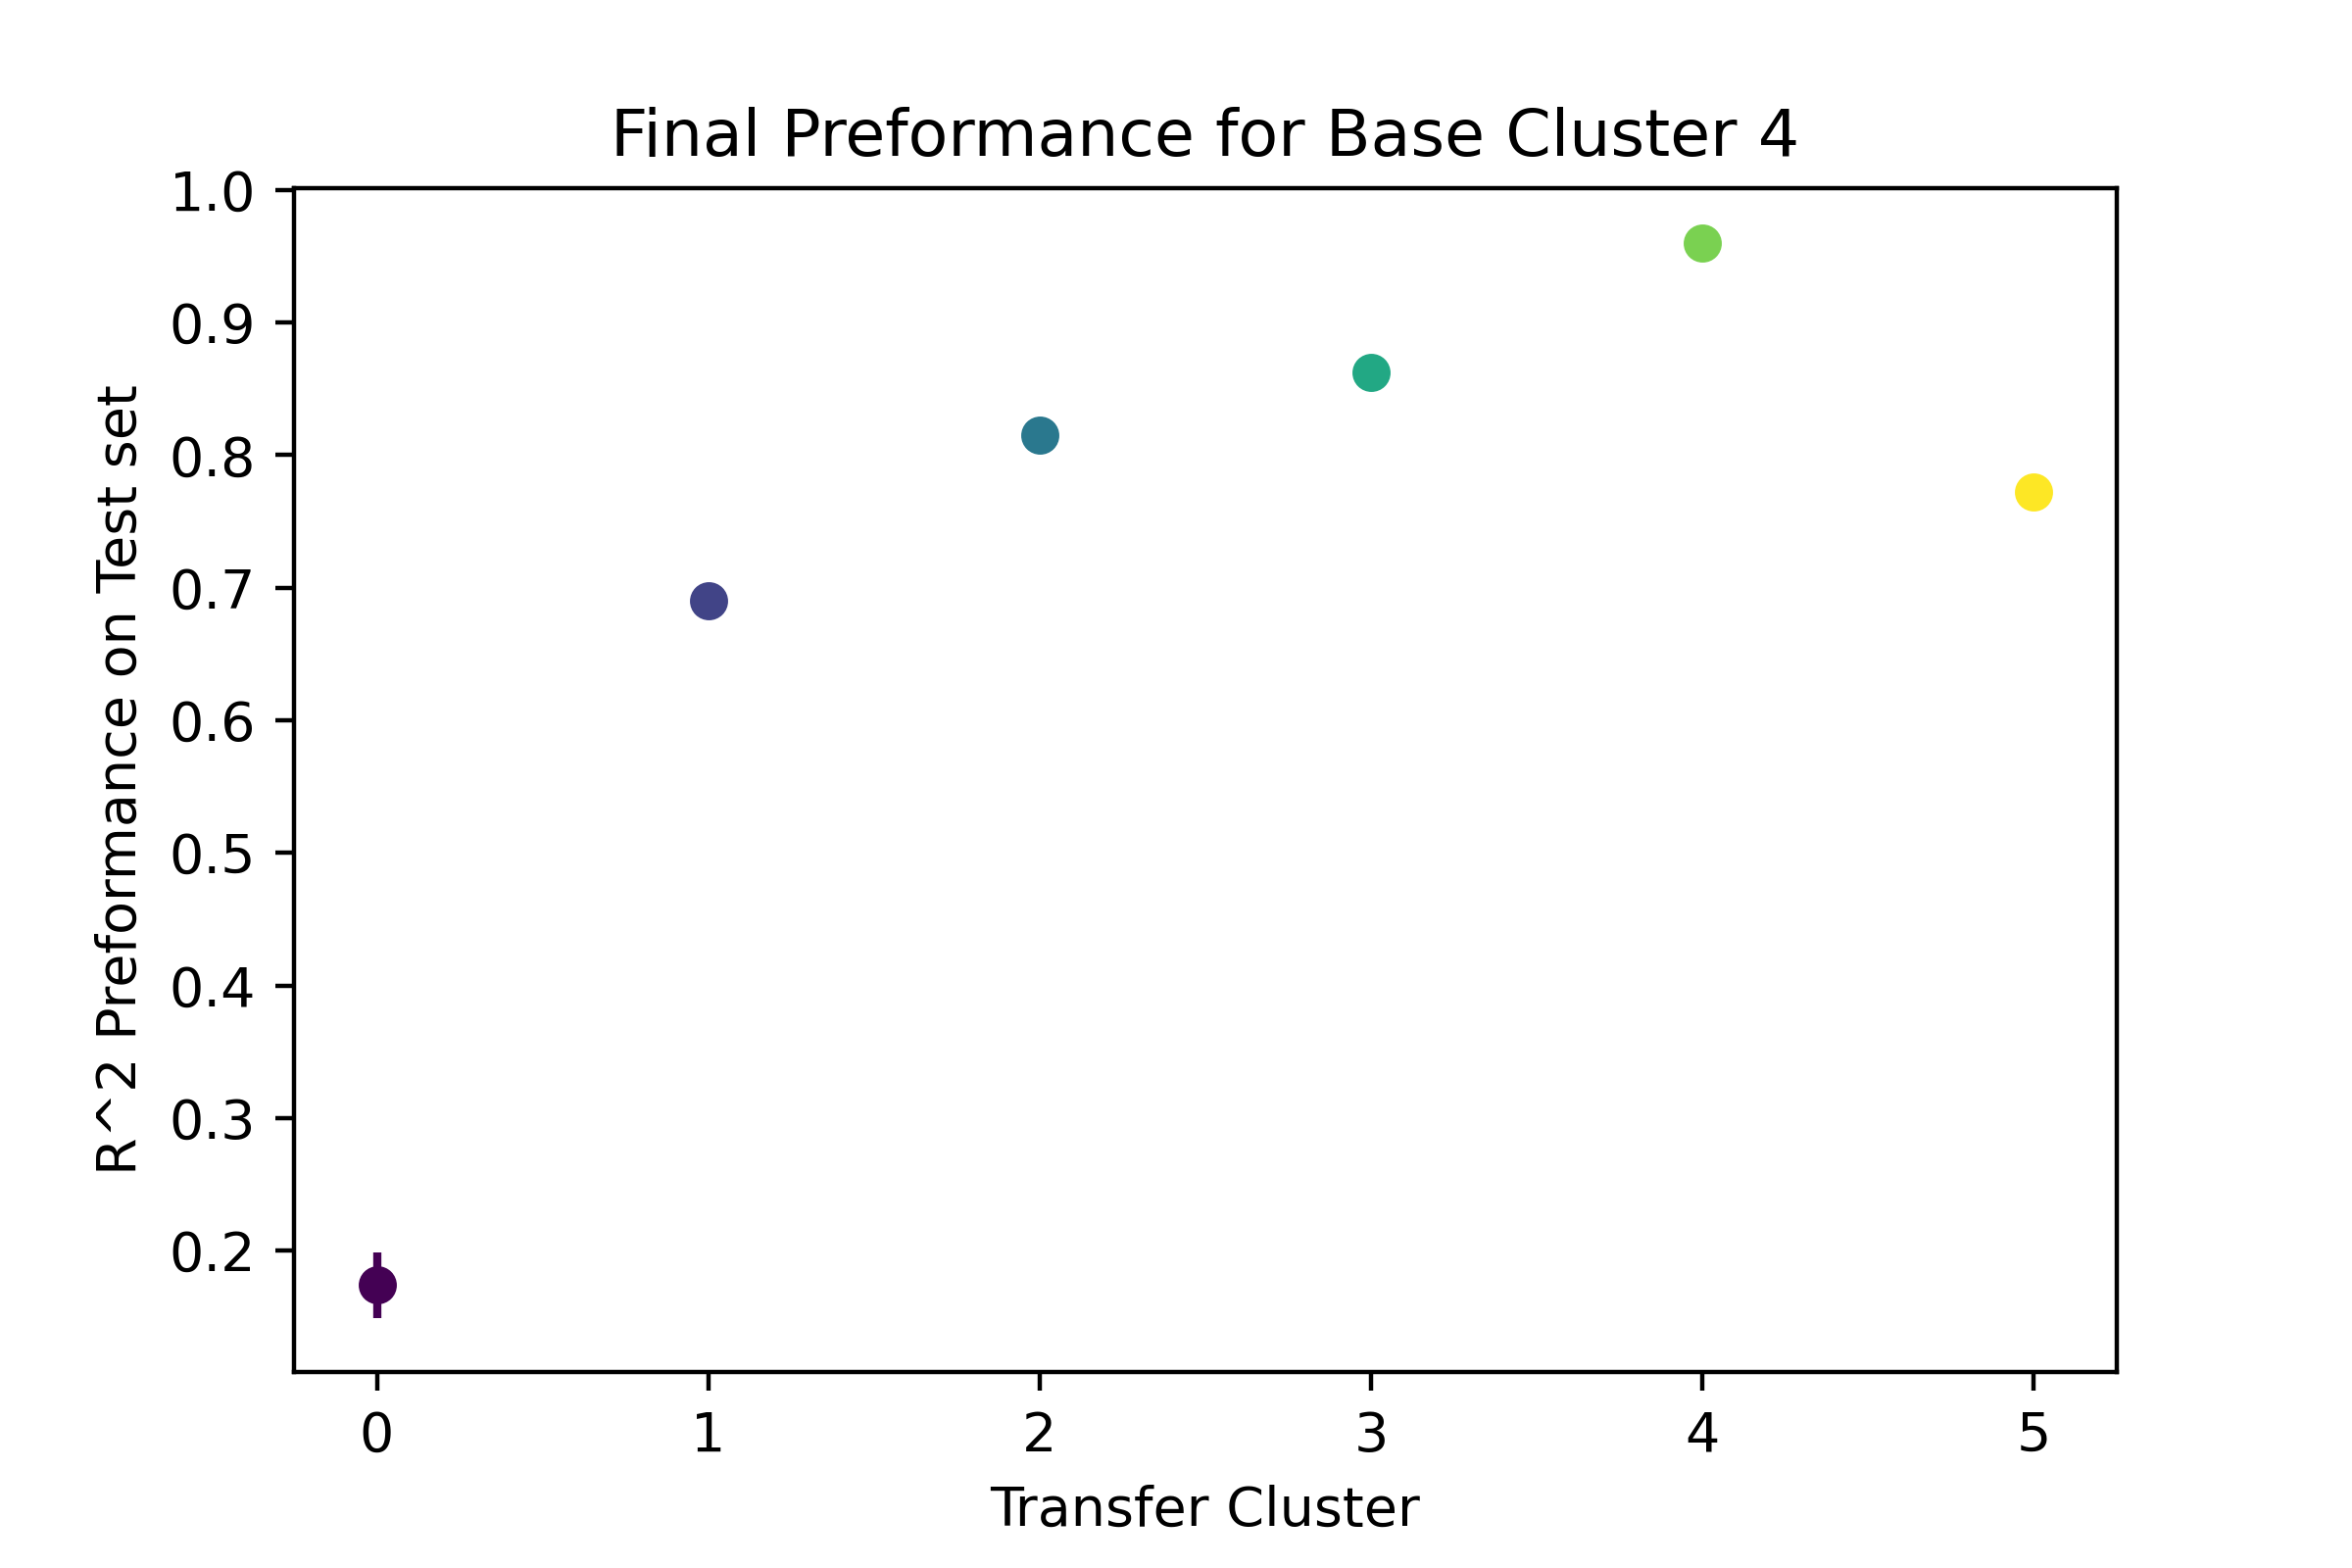 Final Preformance for Base Cluster 4
R^2 Preformance on Test set
1.0
0.9
0.8
0.7
0.6
0.5
0.4
0.3
0.2
0 1 2 3 4 5
Transfer Cluster